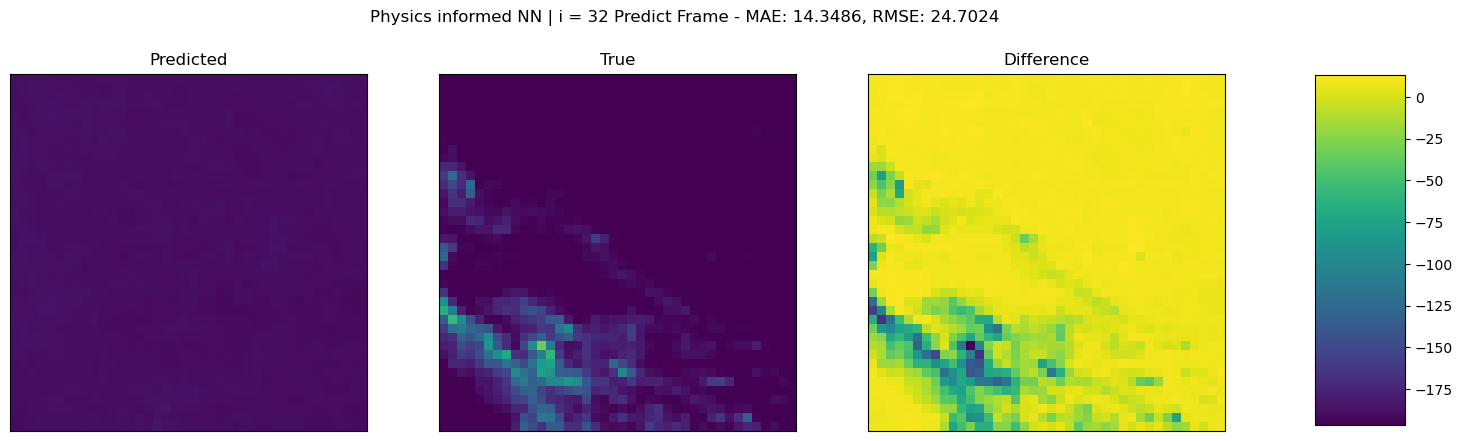 Physics informed NN | i = 32 Predict Frame - MAE: 14.3486, RMSE: 24.7024
Predicted
True
Difference
0
−25
−50
−75
−100
−125
−150
−175